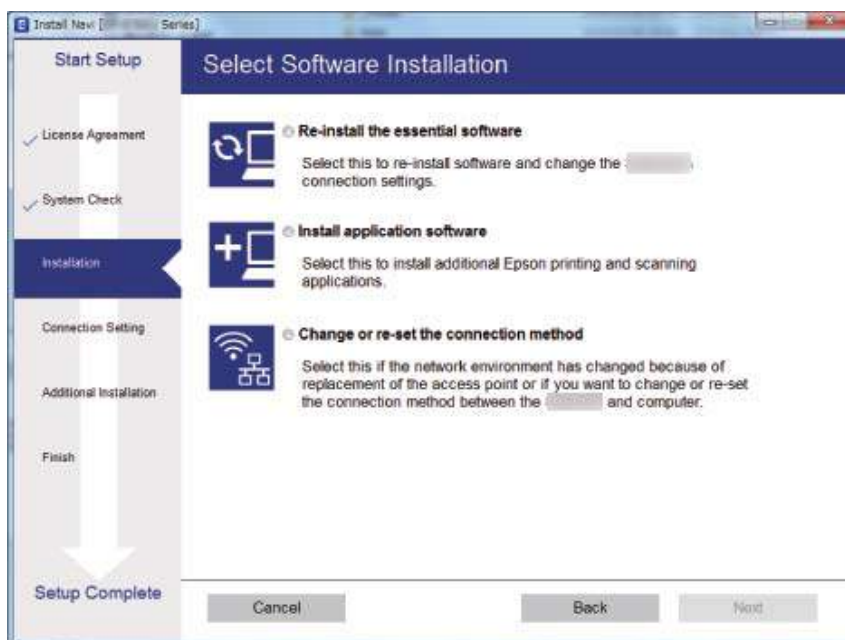 Install Navi [ Series]
Start Setup
Select Software Installation
License Agreement
System Check
Installation
Connection Setting
Additional Installation
Finish
Setup Complete
Re-install the essential software
Select this to re-install software and change the
connection settings.
Install application software
Select this to install additional Epson printing and scanning
applications.
Change or re-set the connection method
Select this if the network environment has changed because of
replacement of the access point or if you want to change or re-set
the connection method between the and computer.
Cancel
Back
Next